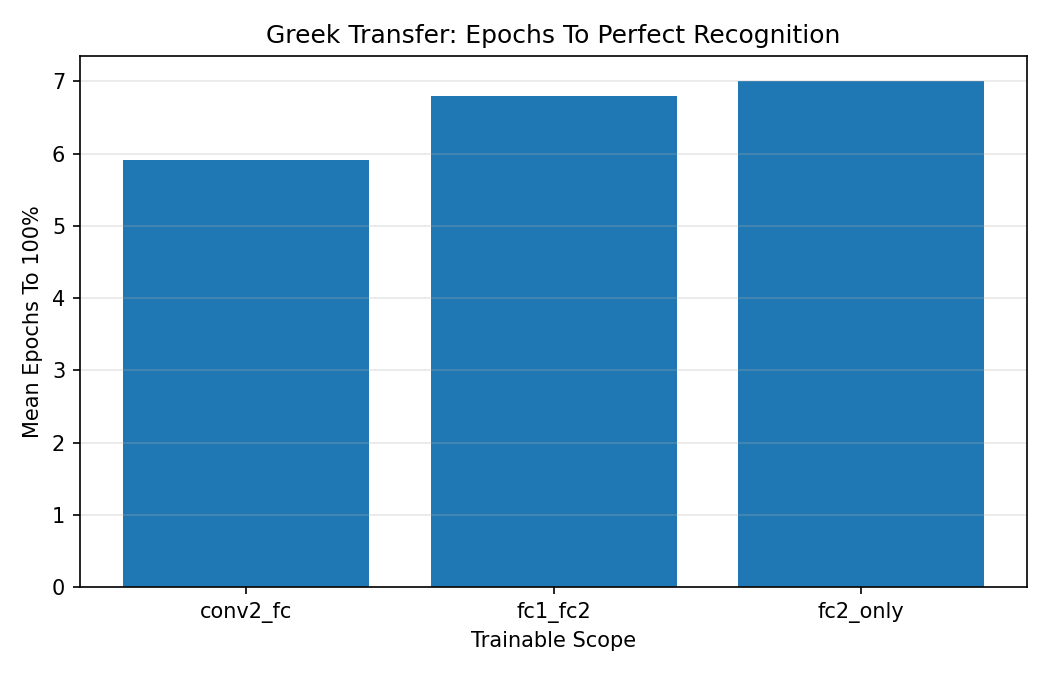 Greek Transfer: Epochs To Perfect Recognition
Mean Epochs To 100%
7
6
5
4
3
2
1
0
conv2_fc
fc1_fc2
fc2_only
Trainable Scope